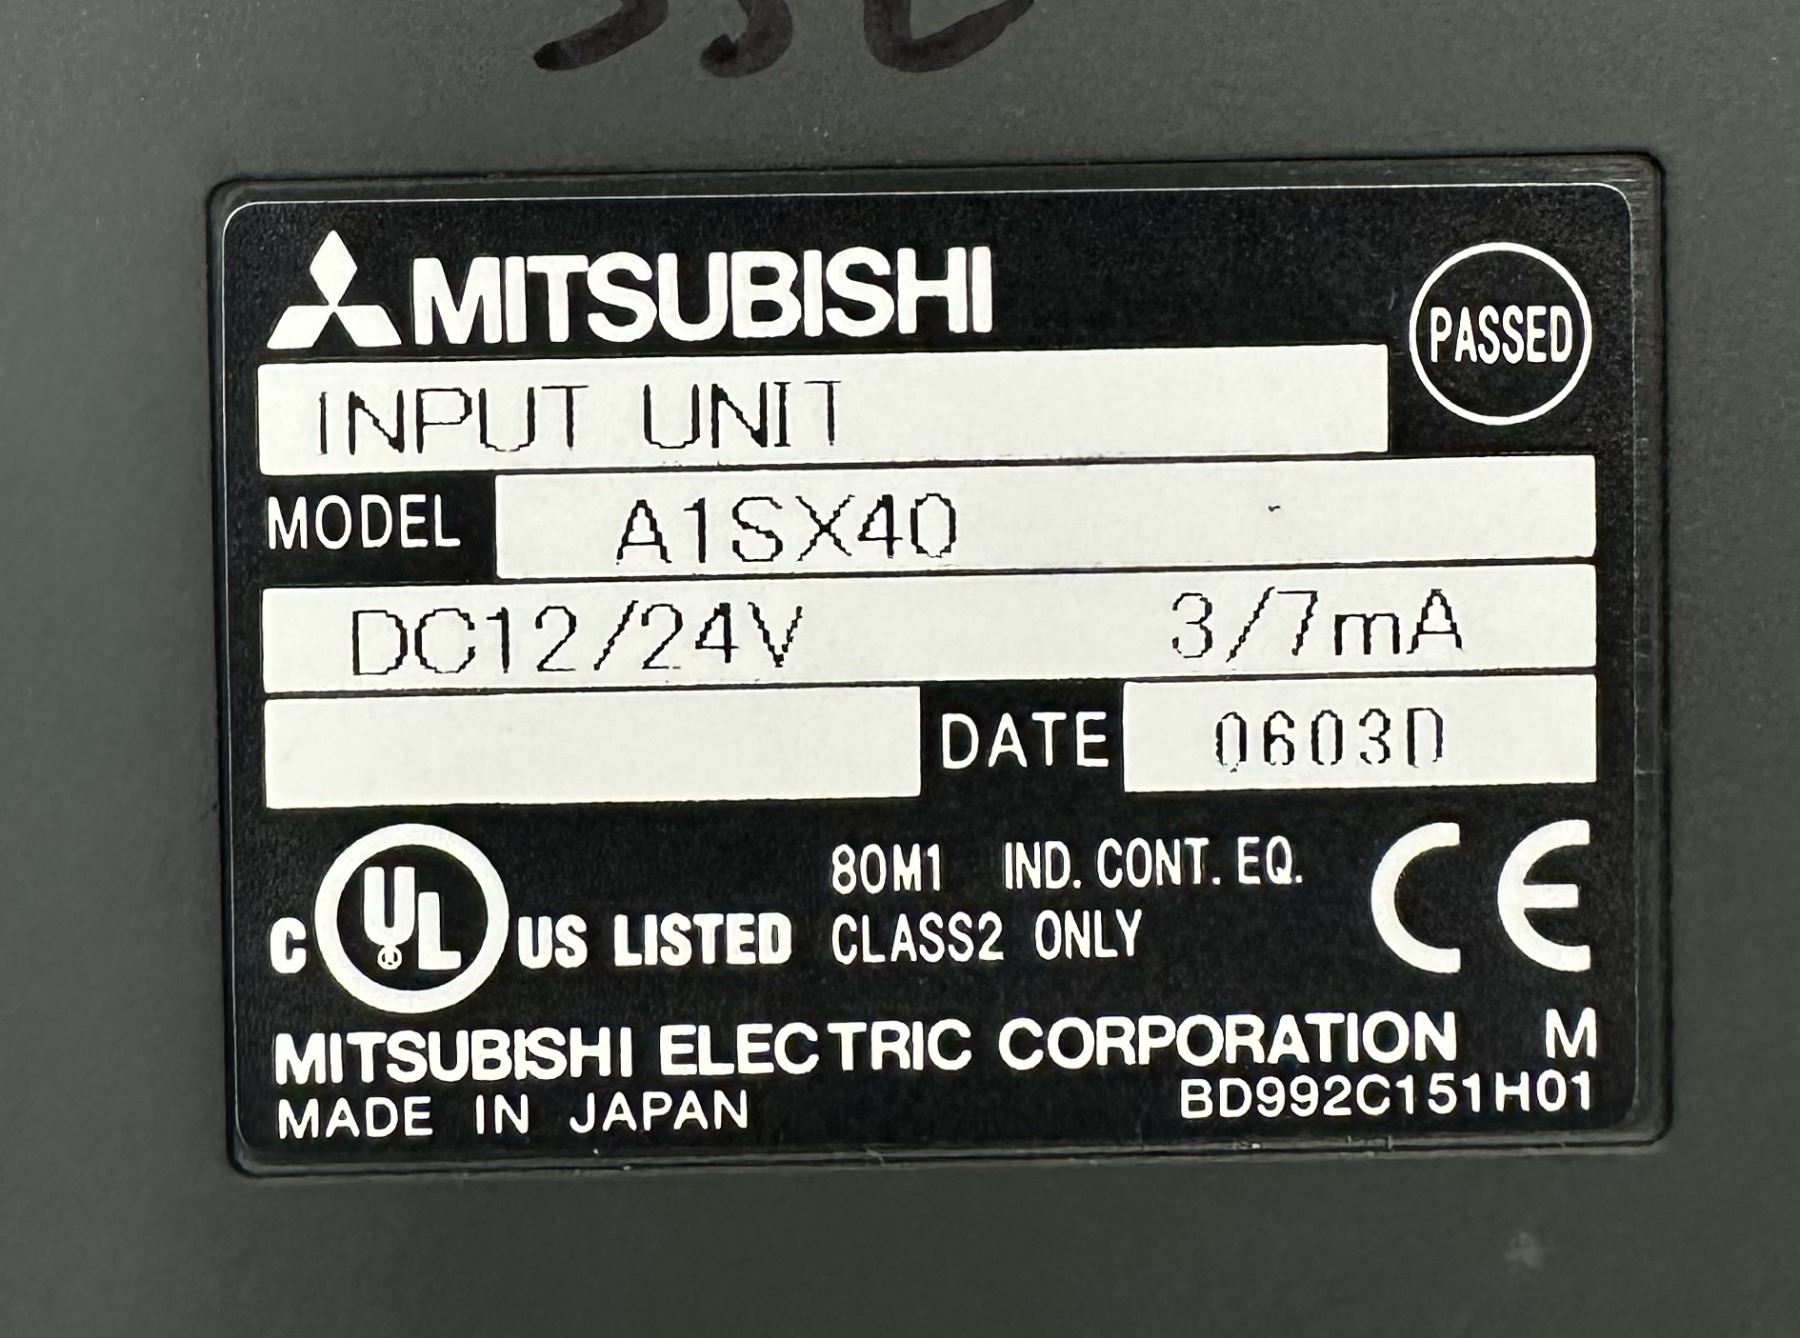 MITSUBISHI
PASSED
INPUT UNIT
MODEL A1SX40
DC12/24V 3/7mA
DATE 0603D
C UL® US LISTED
80M1 IND. CONT. EQ.
CLASS2 ONLY
CE
MITSUBISHI ELECTRIC CORPORATION M
MADE IN JAPAN BD992C151H01